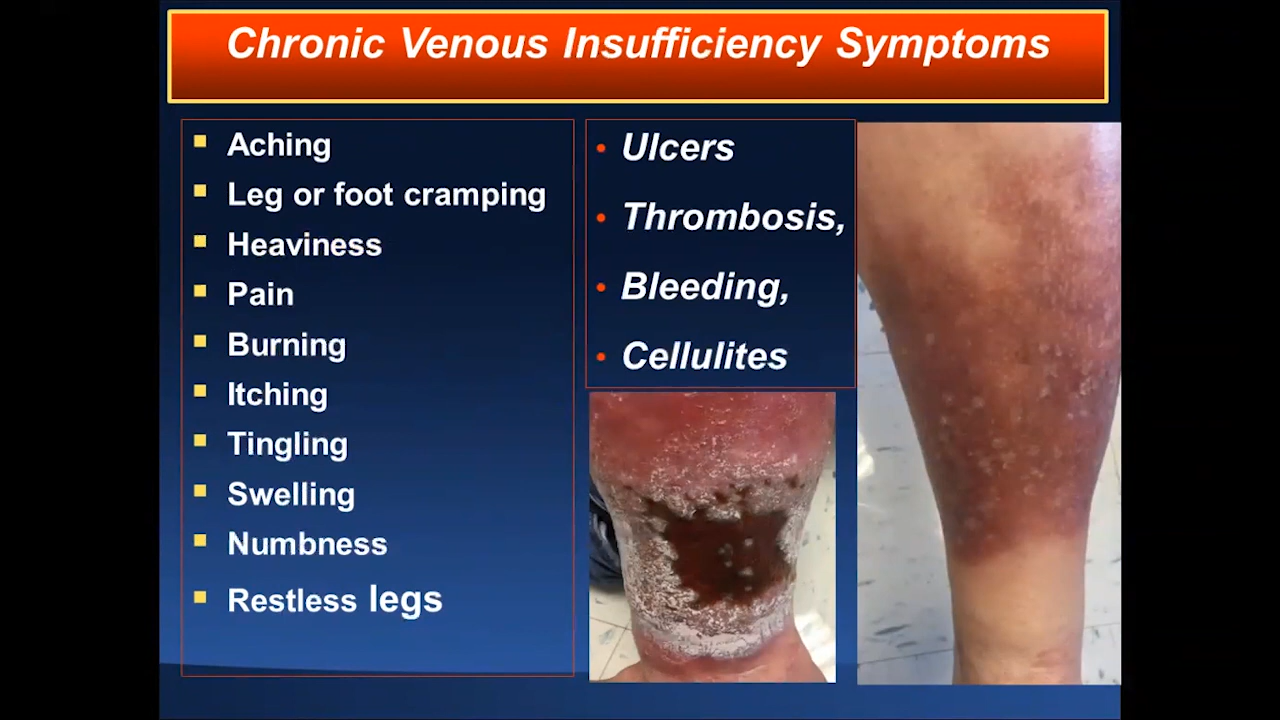 Chronic Venous Insufficiency Symptoms
Aching
Leg or foot cramping
Heaviness
Pain
Burning
Itching
Tingling
Swelling
Numbness
Restless legs
Ulcers
Thrombosis,
Bleeding,
Cellulites